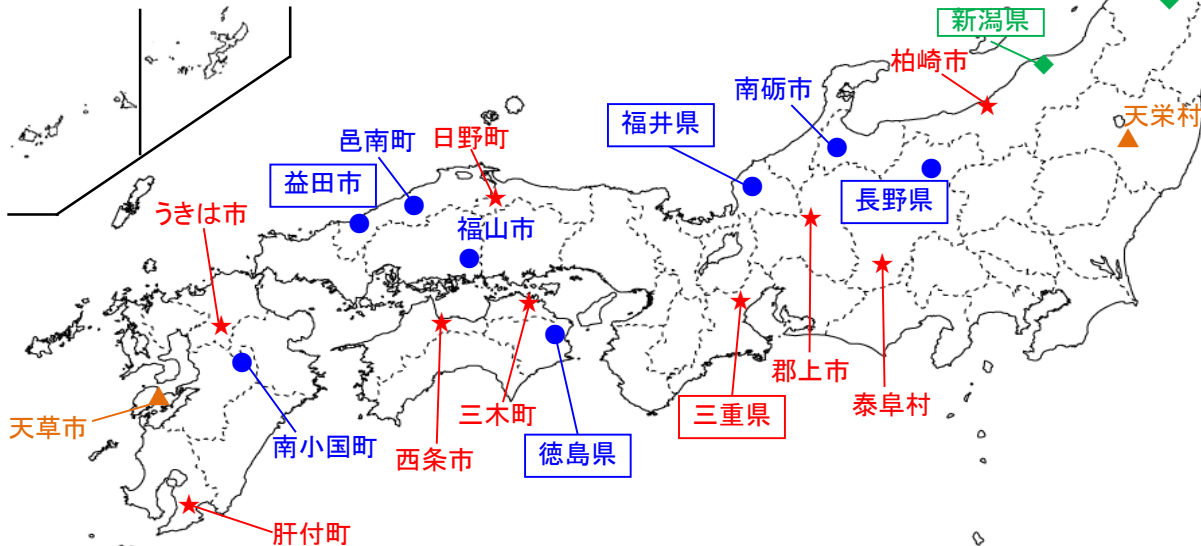 新潟県
柏崎市
南砺市
天栄村
福井県
日野町
邑南町
益田市
長野県
うきは市
福山市
郡上市
泰阜村
三木町
三重県
天草市
南小国町
西条市
徳島県
肝付町